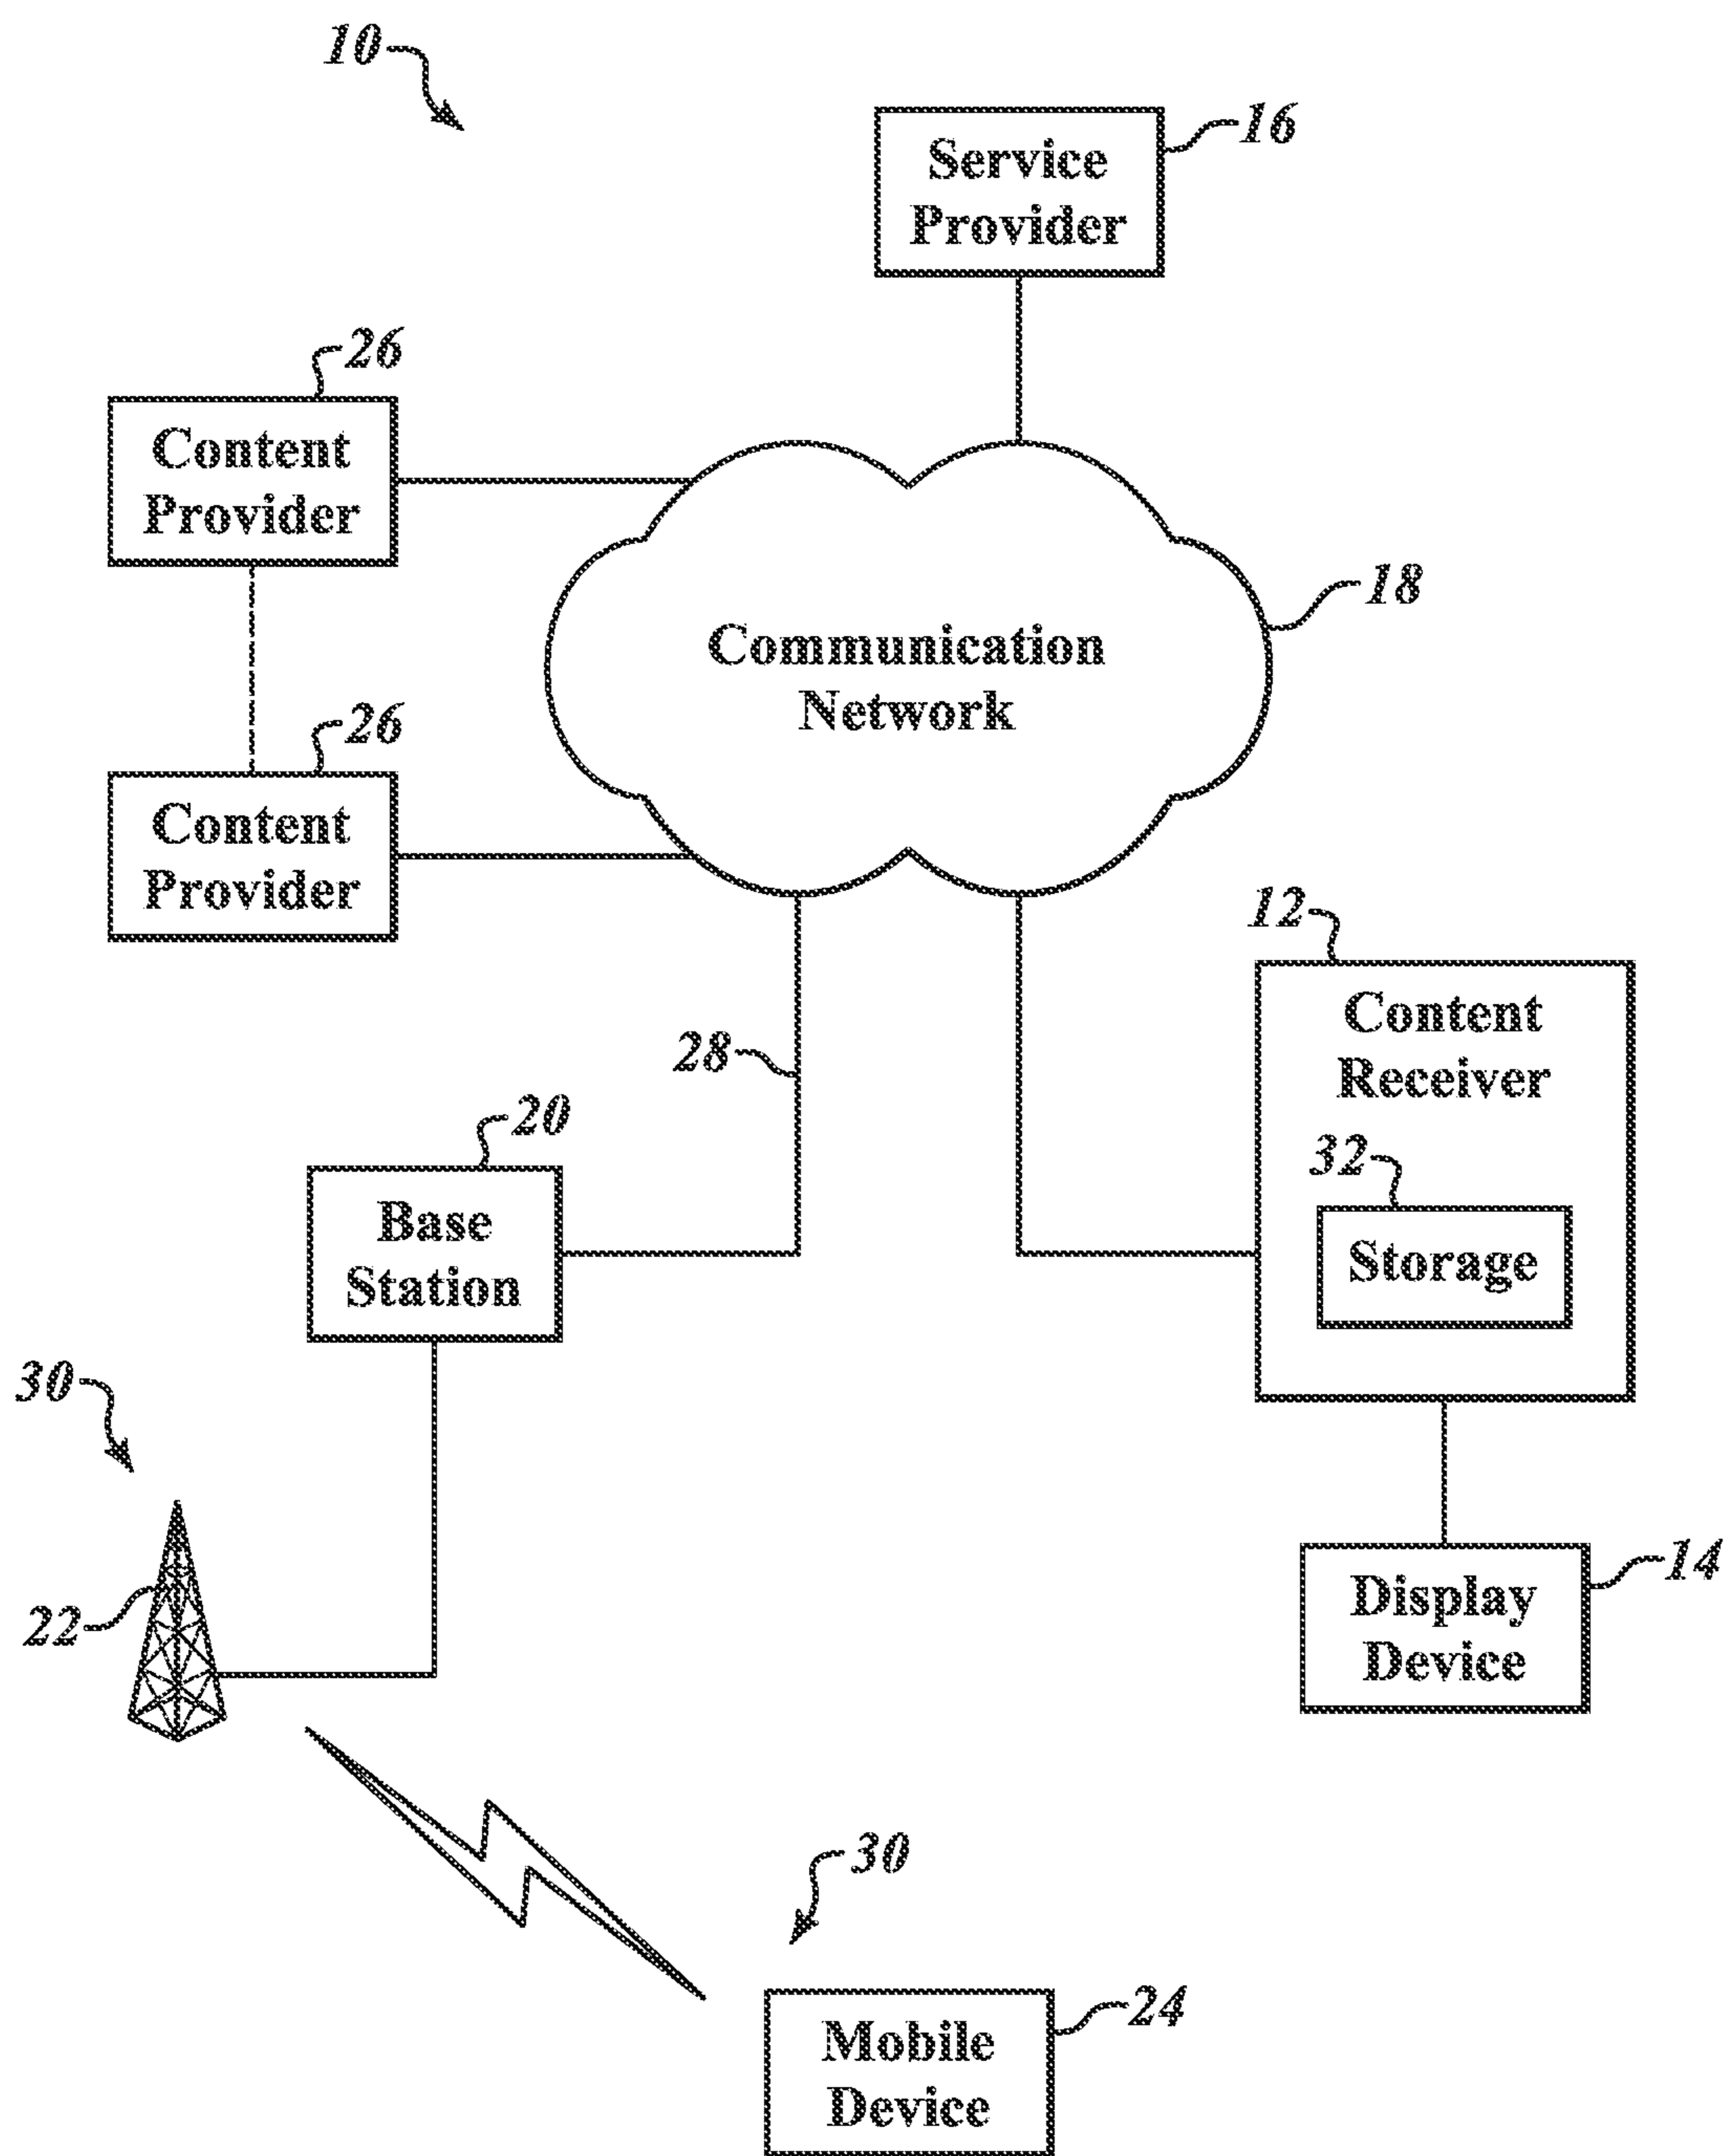 10
16
Service
Provider
26
Content
Provider
18
Communication
Network
26
Content
Provider
12
Content
Receiver
28
20
32
Base
Station
Storage
30
22
14
Display
Device
30
24
Mobile
Device